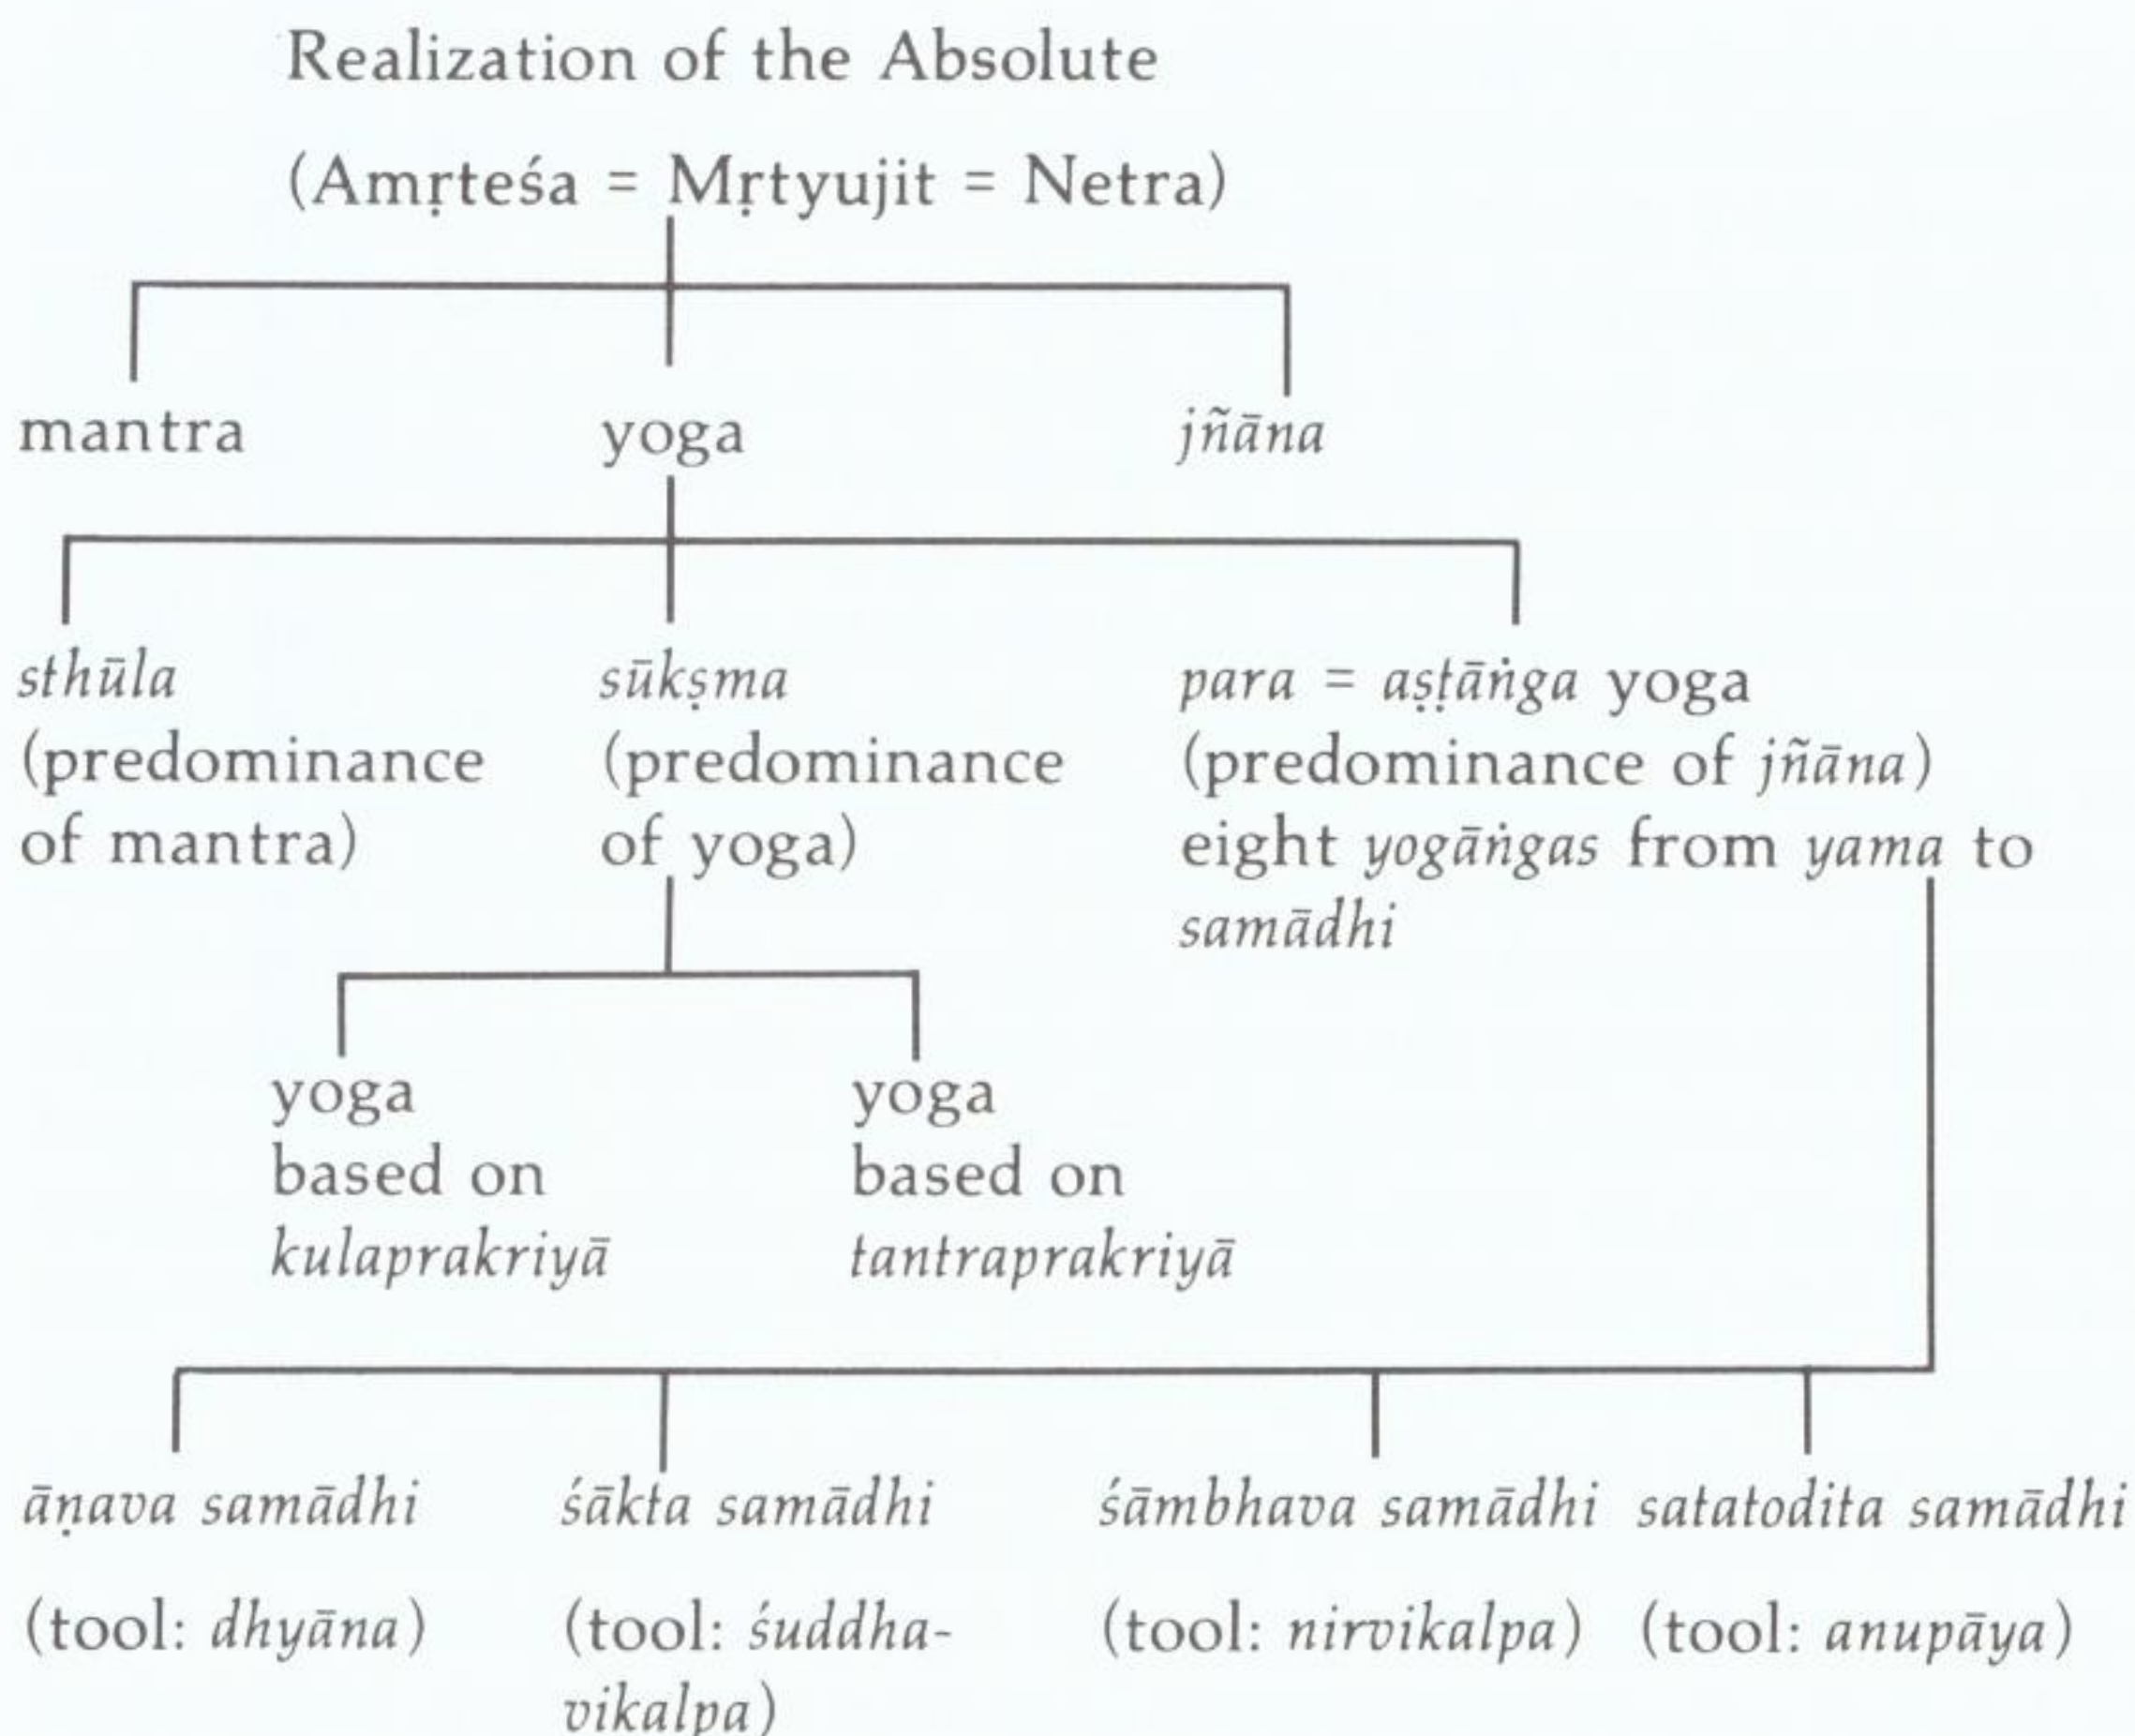 Realization of the Absolute
(Amṛteśa = Mṛtyujit = Netra)
mantra
yoga
jñāna
sthūla
(predominance
of mantra)
sūkṣma
(predominance
of yoga)
para = aṣṭāṅga yoga
(predominance of jñāna)
eight yogāṅgas from yama to
samādhi
yoga
based on
kulaprakriyā
yoga
based on
tantraprakriyā
āṇava samādhi
(tool: dhyāna)
śākta samādhi
(tool: śuddha-
vikalpa)
śāmbhava samādhi
(tool: nirvikalpa)
satatodita samādhi
(tool: anupāya)